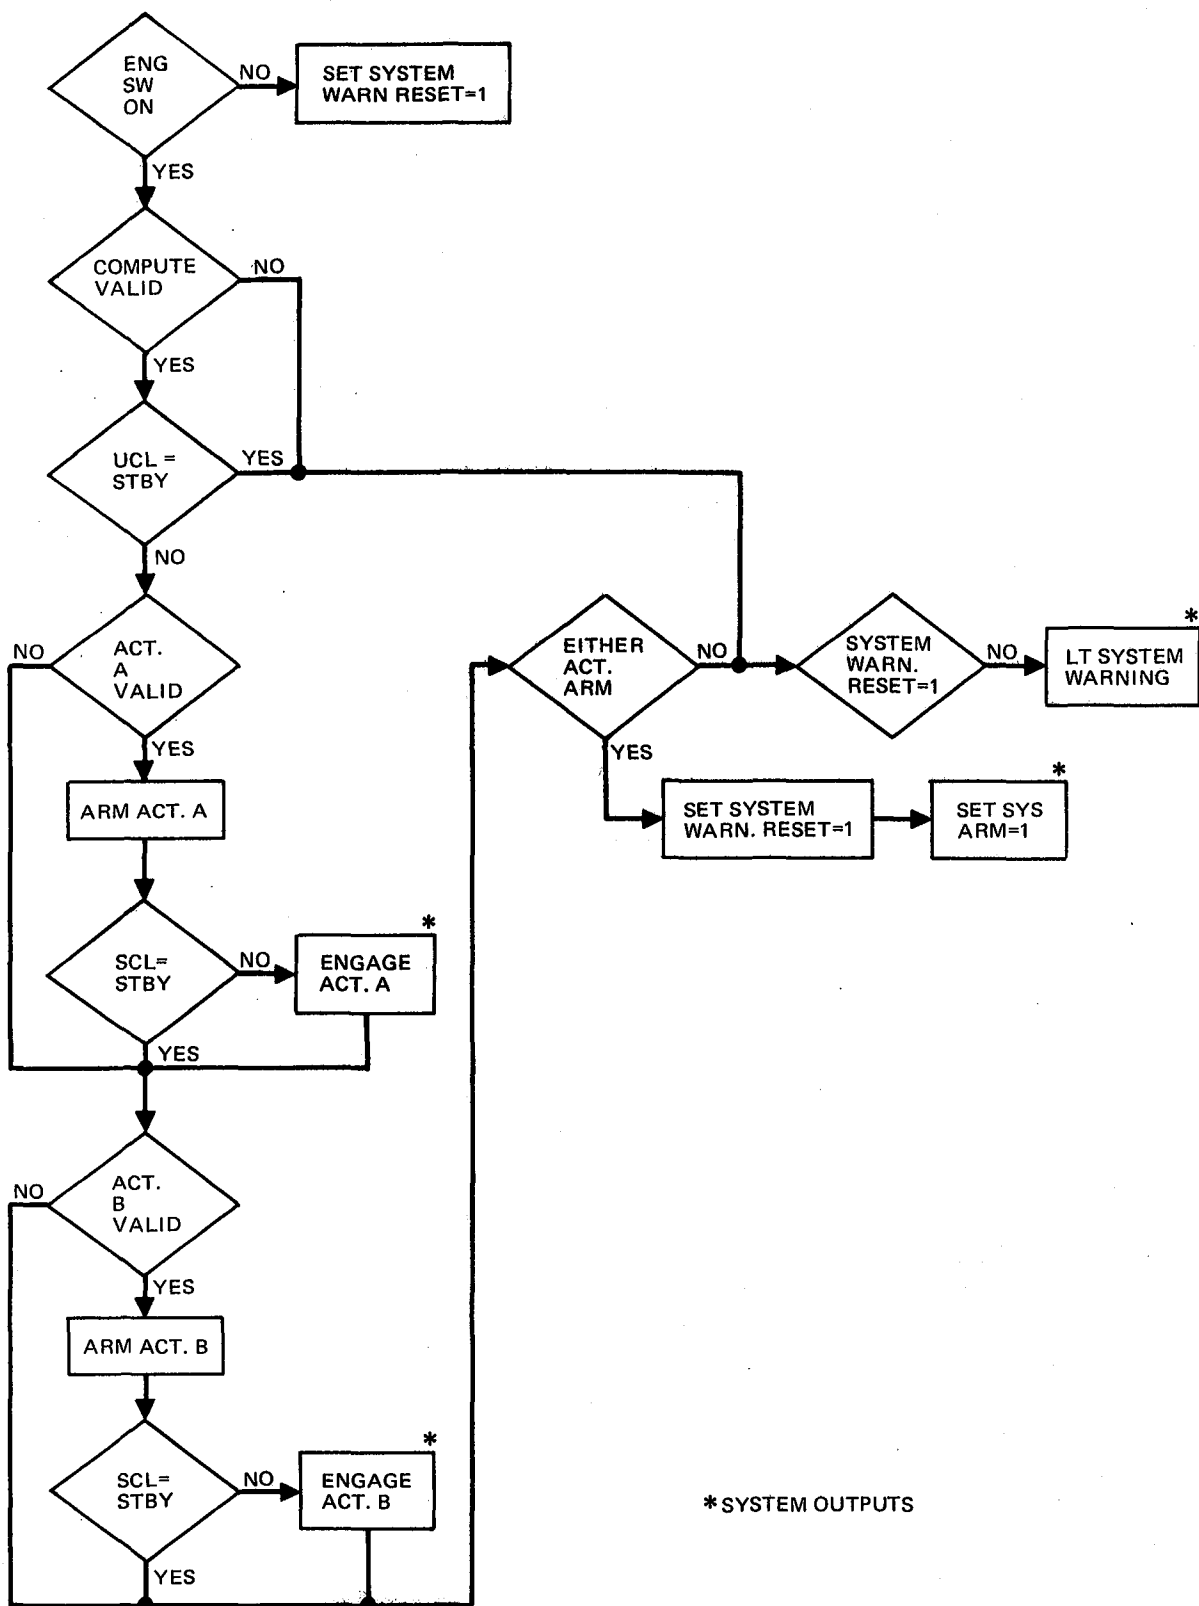 ENG
SW
ON
NO
SET SYSTEM
WARN RESET=1
YES
COMPUTE
VALID
NO
YES
UCL =
STBY
YES
NO
ACT.
A
VALID
NO
YES
ARM ACT. A
SCL=
STBY
NO
*
ENGAGE
ACT. A
YES
ACT.
B
VALID
NO
YES
ARM ACT. B
SCL=
STBY
NO
*
ENGAGE
ACT. B
YES
EITHER
ACT.
ARM
NO
YES
SYSTEM
WARN.
RESET=1
NO
*
LT SYSTEM
WARNING
SET SYSTEM
WARN. RESET=1
*
SET SYS
ARM=1
*SYSTEM OUTPUTS